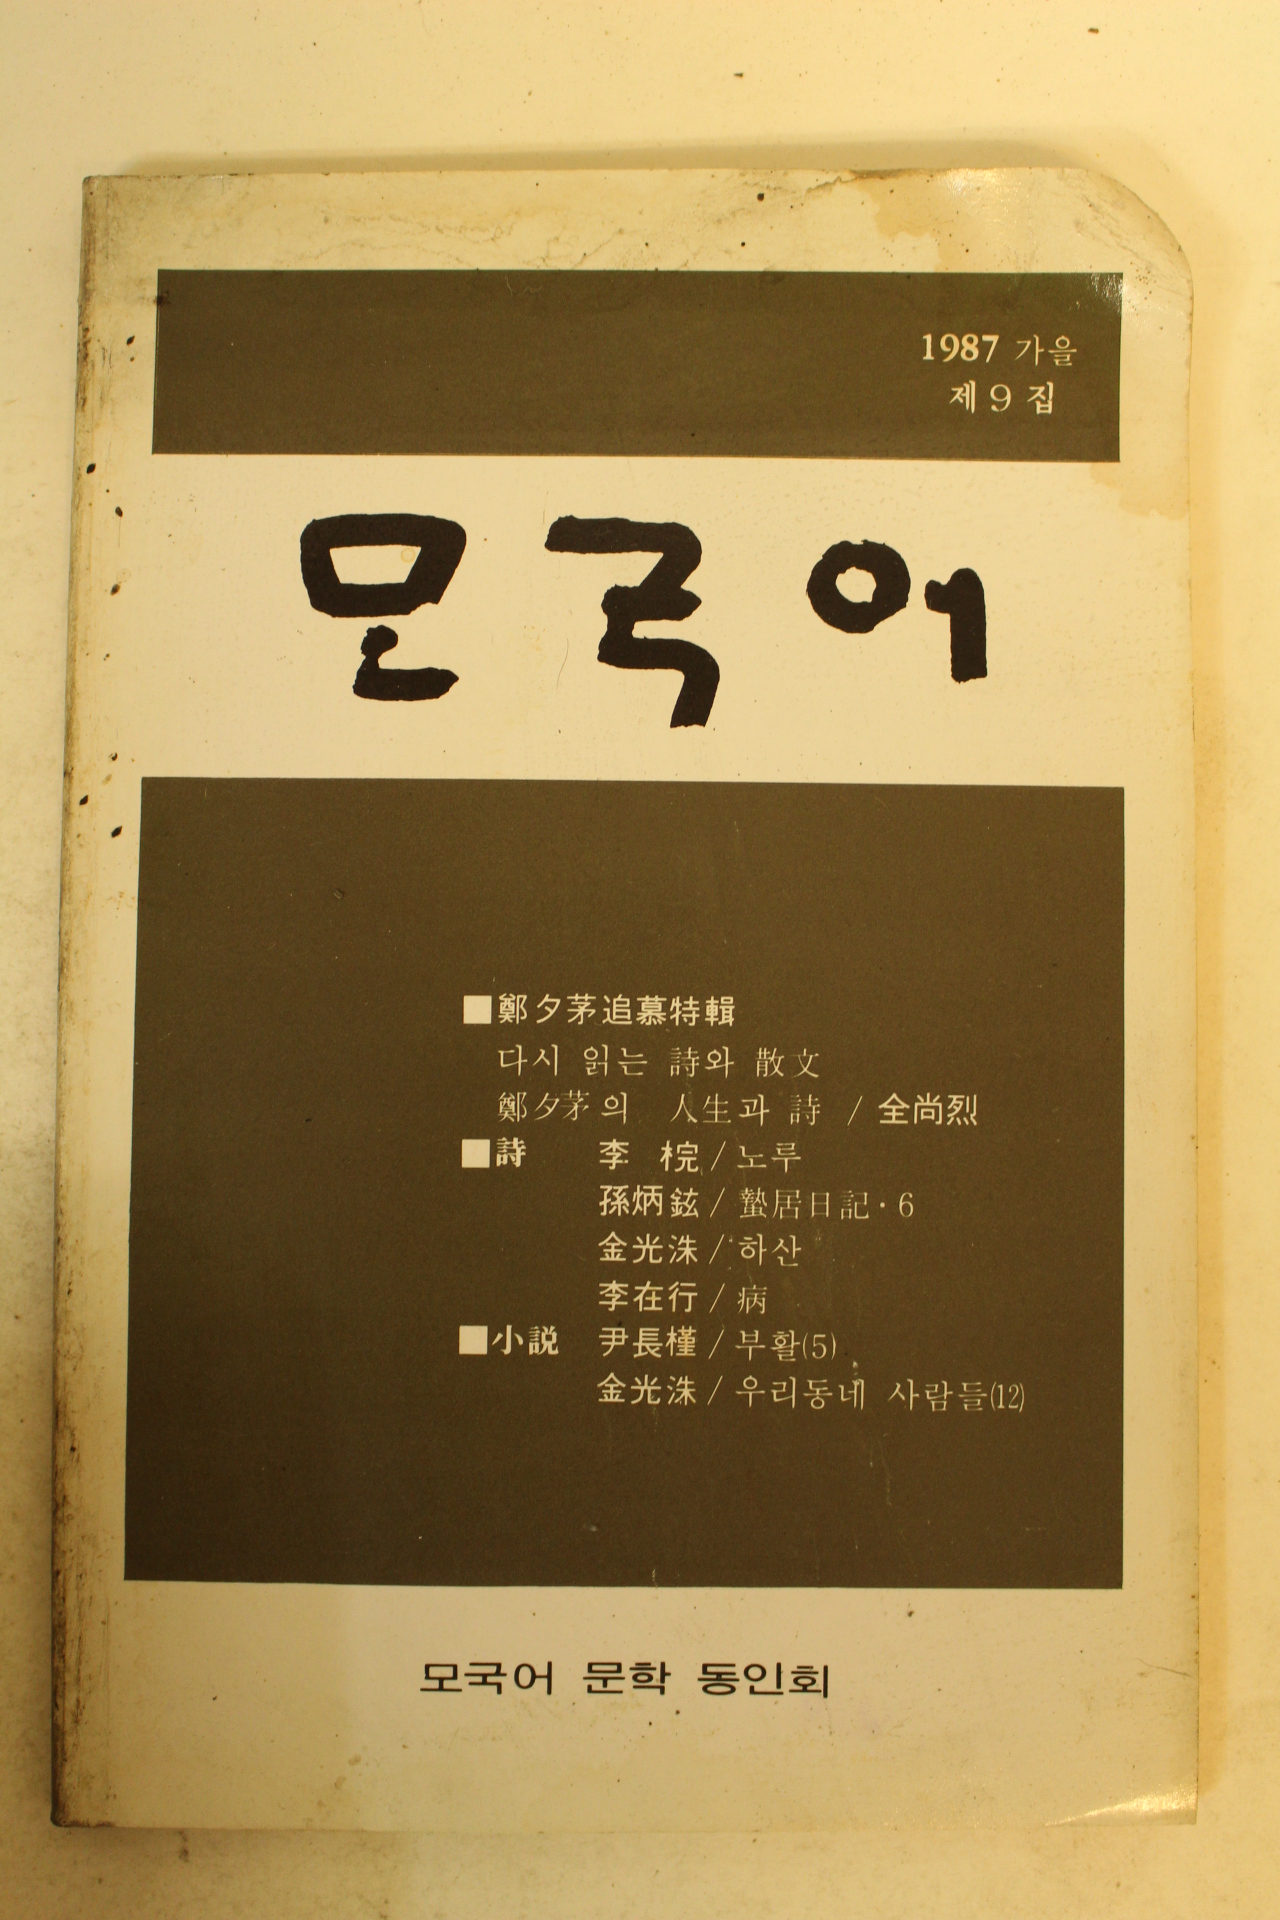 1987 가을
제 9 집
모국어
■鄭夕茅追慕特輯
다시 읽는 詩와 散文
鄭夕茅의 人生과 詩 / 全尚烈
■詩 李 梡 / 노루
孫炳鉉 / 蟄居日記·6
金光洙 / 하산
李在行 / 病
■小説 尹長槿 / 부활(5)
金光洙 / 우리동네 사람들(12)
모국어 문학 동인회